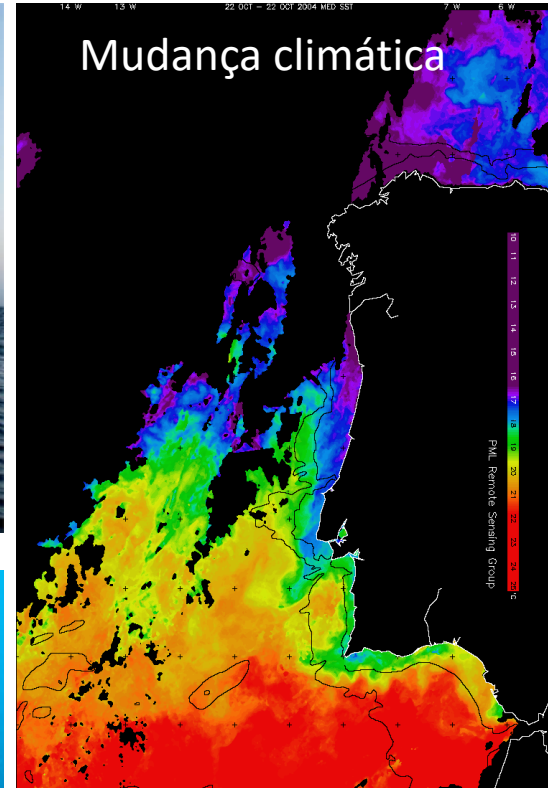 14 W 13 W 22 OCT – 22 OCT 2004 MED SST 7 W 6 W
Mudança climática
10 11 12 13 14 15 16 17 18 19 20 21 22 23 24 25°C
PML Remote Sensing Group